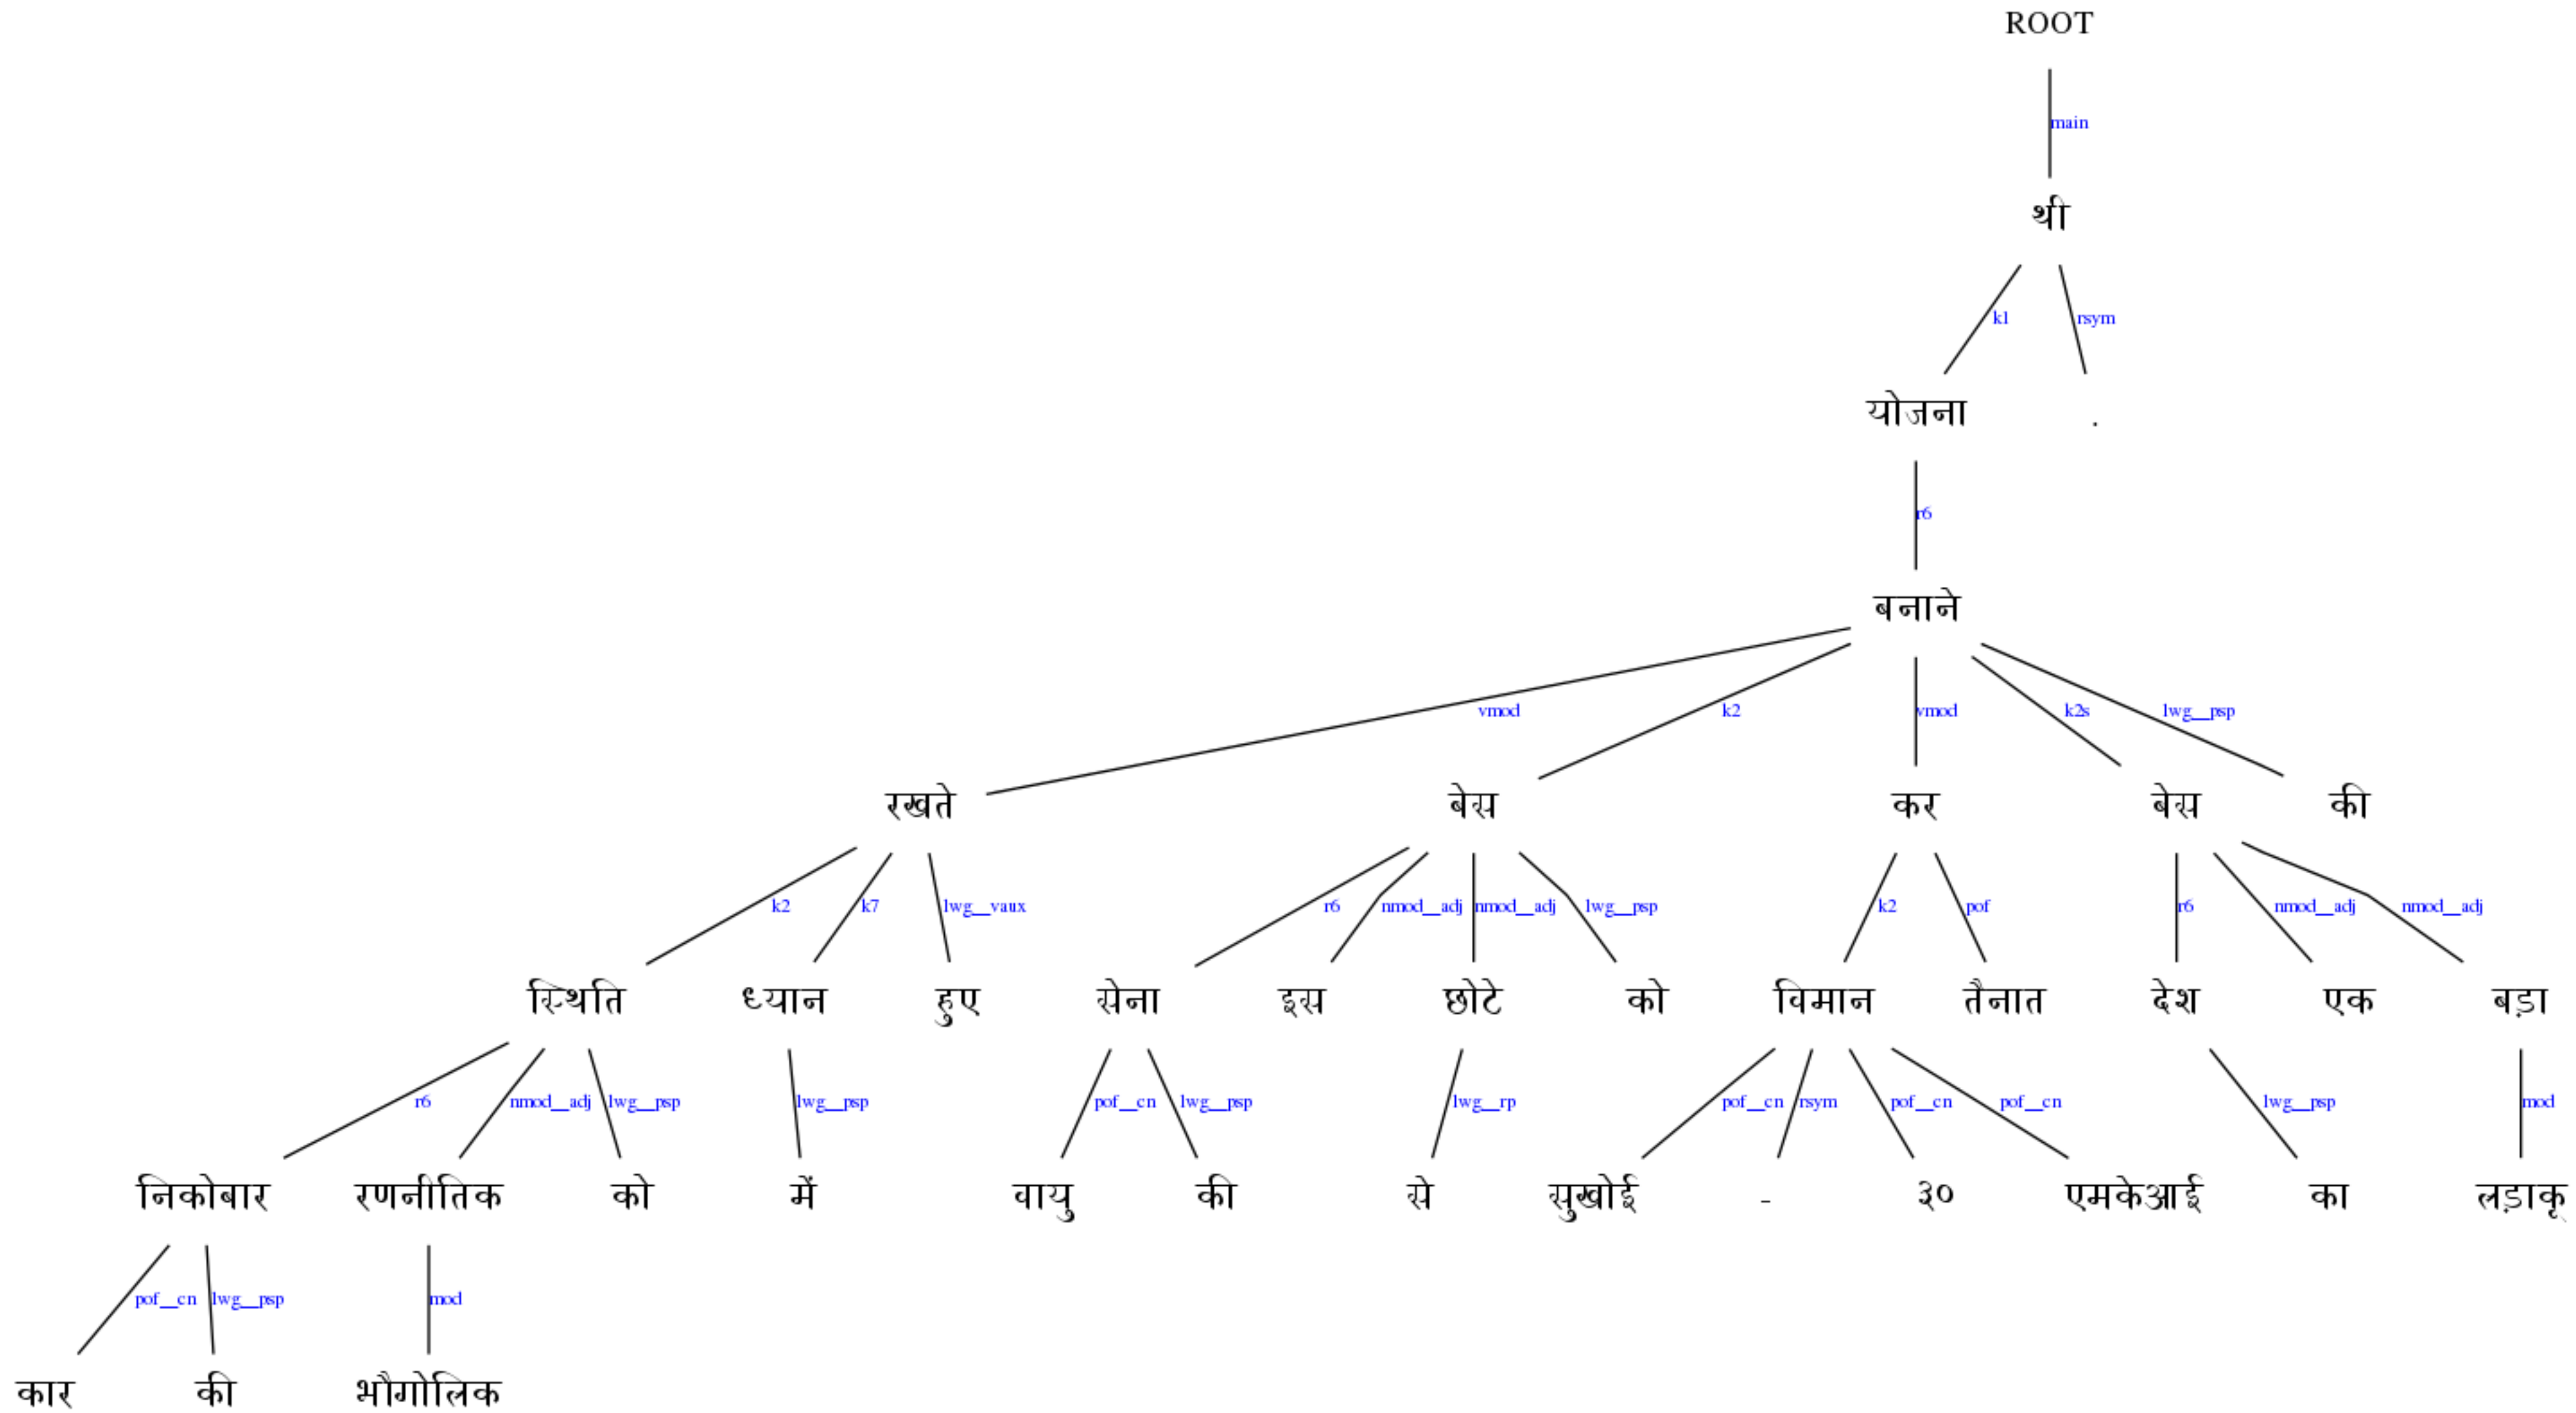 ROOT
main
थी
k1 rsym
योजना .
r6
बनाने
vmod k2 vmod k2s lwg__psp
रखते बेस कर बेस की
k2 k7 lwg__vaux r6 nmod__adj nmod__adj lwg__psp k2 pof r6 nmod__adj nmod__adj
स्थिति ध्यान हुए सेना इस छोटे को विमान तैनात देश एक बड़ा
r6 nmod__adj lwg__psp lwg__psp pof__cn lwg__psp lwg__rp pof__cn rsym pof__cn pof__cn lwg__psp mod
निकोबार रणनीतिक को में वायु की से सुखोई - ३० एमकेआई का लड़ाकू
pof__cn lwg__psp mod
कार की भौगोलिक